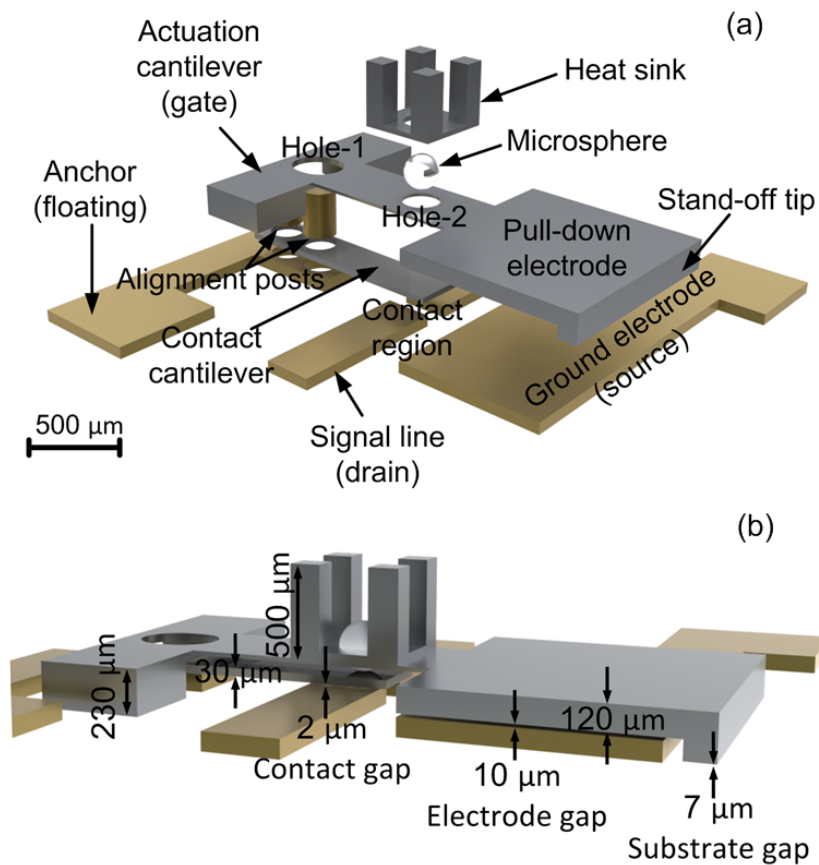 (a)
Actuation
cantilever
(gate)
Heat sink
Hole-1
Microsphere
Anchor
(floating)
Hole-2
Stand-off tip
Pull-down
electrode
Alignment posts
Contact
cantilever
Contact
region
Ground electrode
(source)
500 μm
Signal line
(drain)
(b)
500 μm
230 μm
30 μm
2 μm
Contact gap
120 μm
10 μm
Electrode gap
7 μm
Substrate gap